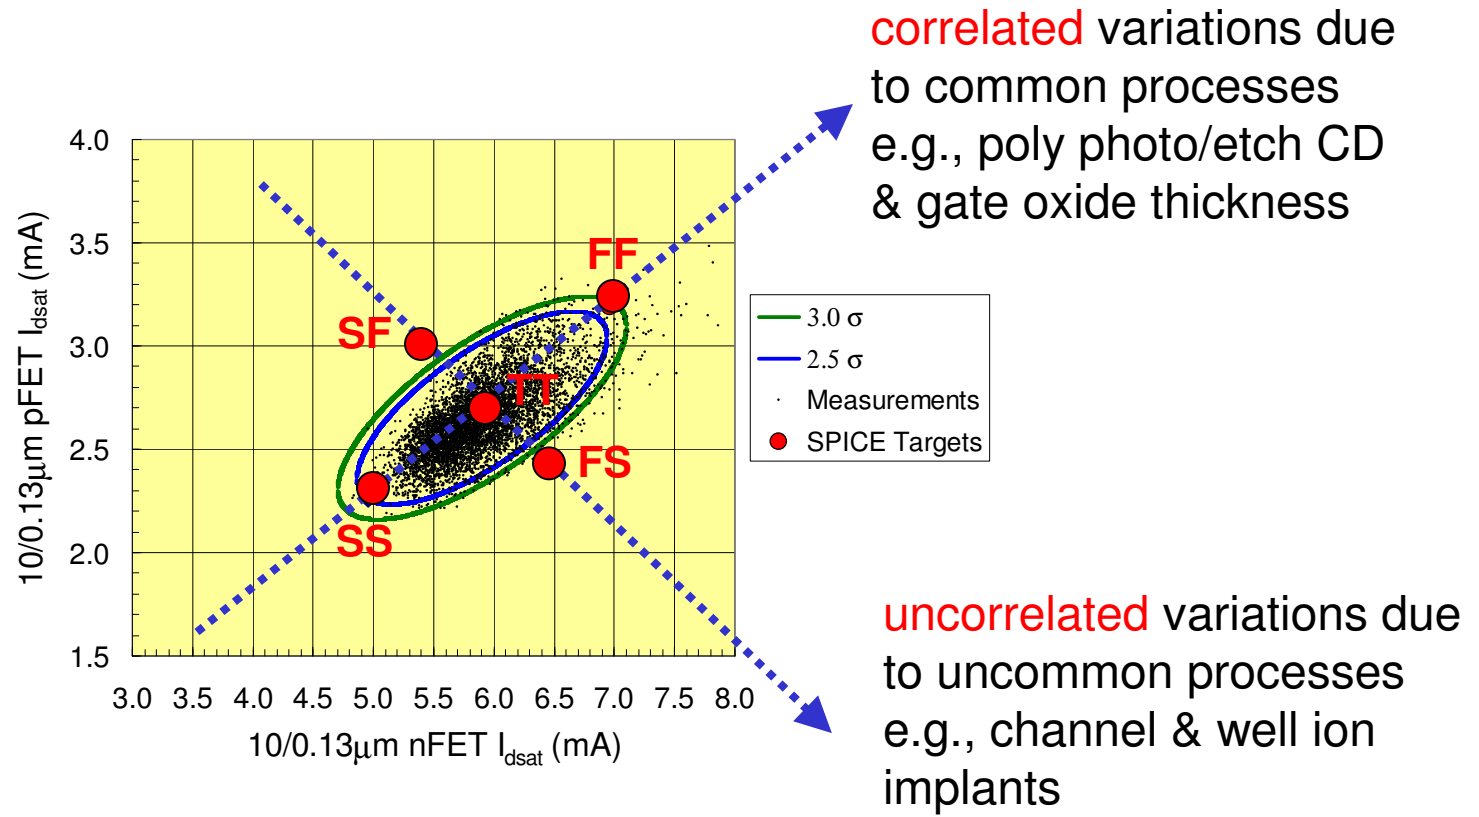 correlated variations due
to common processes
e.g., poly photo/etch CD
& gate oxide thickness
4.0
3.5
3.0
2.5
2.0
1.5
10/0.13μm pFET Idsat (mA)
FF
SF
TT
FS
SS
3.0 σ
2.5 σ
Measurements
SPICE Targets
3.0 3.5 4.0 4.5 5.0 5.5 6.0 6.5 7.0 7.5 8.0
10/0.13μm nFET Idsat (mA)
uncorrelated variations due
to uncommon processes
e.g., channel & well ion
implants